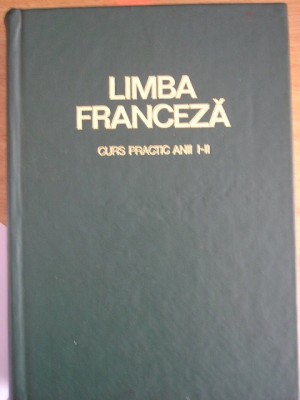 LIMBA
FRANCEZĂ
CURS PRACTIC ANII I-II